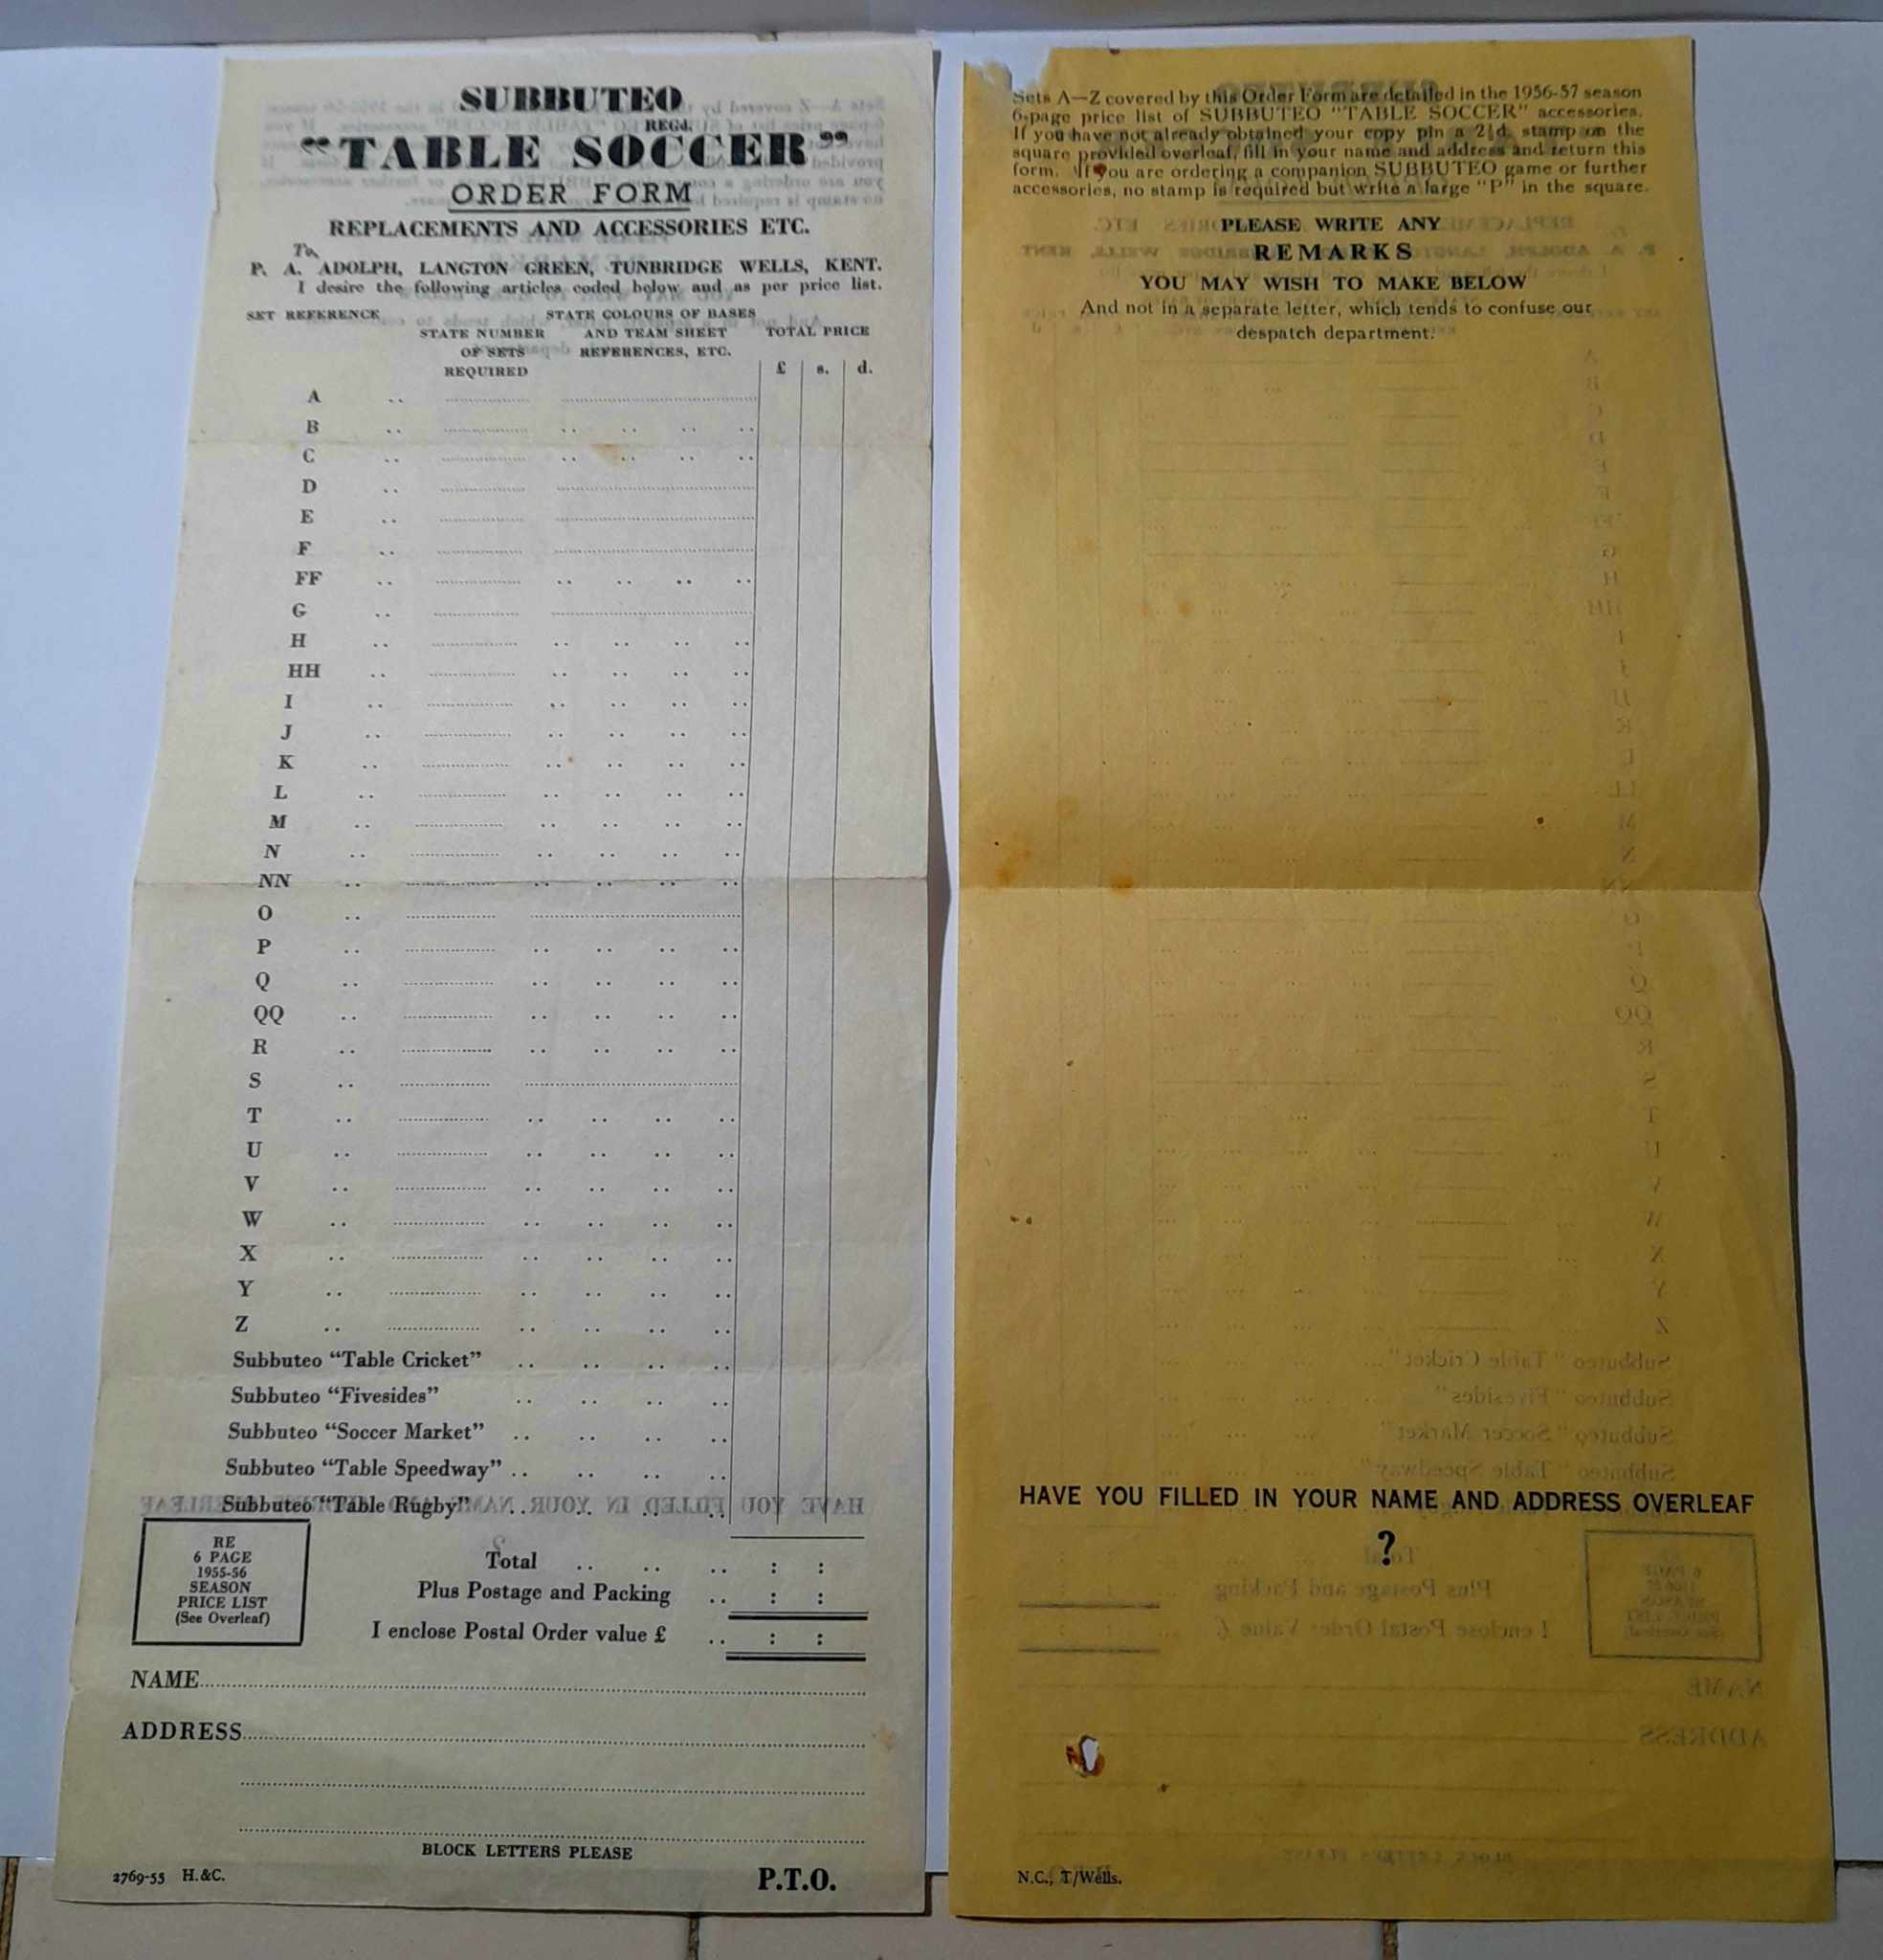 SUBBUTEO
REGd.
“TABLE SOCCER”
ORDER FORM
REPLACEMENTS AND ACCESSORIES ETC.
To,
P. A. ADOLPH, LANGTON GREEN, TUNBRIDGE WELLS, KENT.
I desire the following articles coded below and as per price list.
SET REFERENCE
STATE NUMBER
OF SETS
REQUIRED
STATE COLOURS OF BASES
AND TEAM SHEET
REFERENCES, ETC.
TOTAL PRICE
£ s. d.
A
B
C
D
E
F
FF
G
H
HH
I
J
K
L
M
N
NN
O
P
Q
QQ
R
S
T
U
V
W
X
Y
Z
Subbuteo “Table Cricket”
Subbuteo “Fivesides”
Subbuteo “Soccer Market”
Subbuteo “Table Speedway”
Subbuteo “Table Rugby”
RE
6 PAGE
1955-56
SEASON
PRICE LIST
(See Overleaf)
Total
Plus Postage and Packing
I enclose Postal Order value £
NAME
ADDRESS
BLOCK LETTERS PLEASE
2769-55 H.&C.
P.T.O.
Sets A—Z covered by this Order Form are detailed in the 1956-57 season
6-page price list of SUBBUTEO "TABLE SOCCER" accessories.
If you have not already obtained your copy pin a 2½d. stamp on the
square provided overleaf, fill in your name and address and return this
form. If you are ordering a companion SUBBUTEO game or further
accessories, no stamp is required but write a large "P" in the square.
PLEASE WRITE ANY
REMARKS
YOU MAY WISH TO MAKE BELOW
And not in a separate letter, which tends to confuse our
despatch department.
HAVE YOU FILLED IN YOUR NAME AND ADDRESS OVERLEAF
?
N.C., T/Wells.